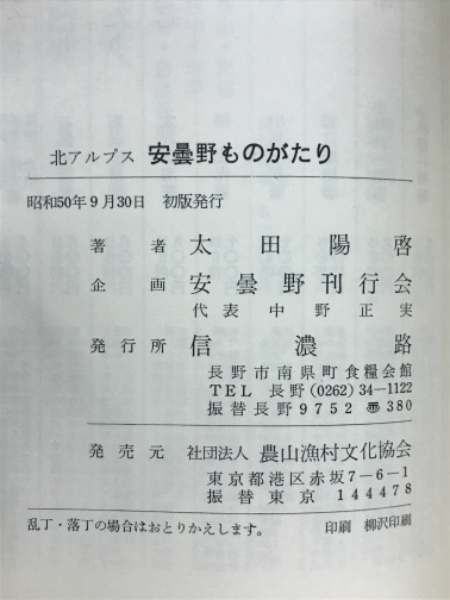 北アルプス 安曇野ものがたり
昭和50年9月30日 初版発行
著者 太田陽啓
企画 安曇野刊行会
代表 中野正実
発行所 信濃路
長野市南県町食糧会館
TEL 長野(0262)34-1122
振替長野9752 〠380
発売元 社団法人 農山漁村文化協会
東京都港区赤坂7-6-1
振替東京 144478
乱丁・落丁の場合はおとりかえします。 印刷 柳沢印刷